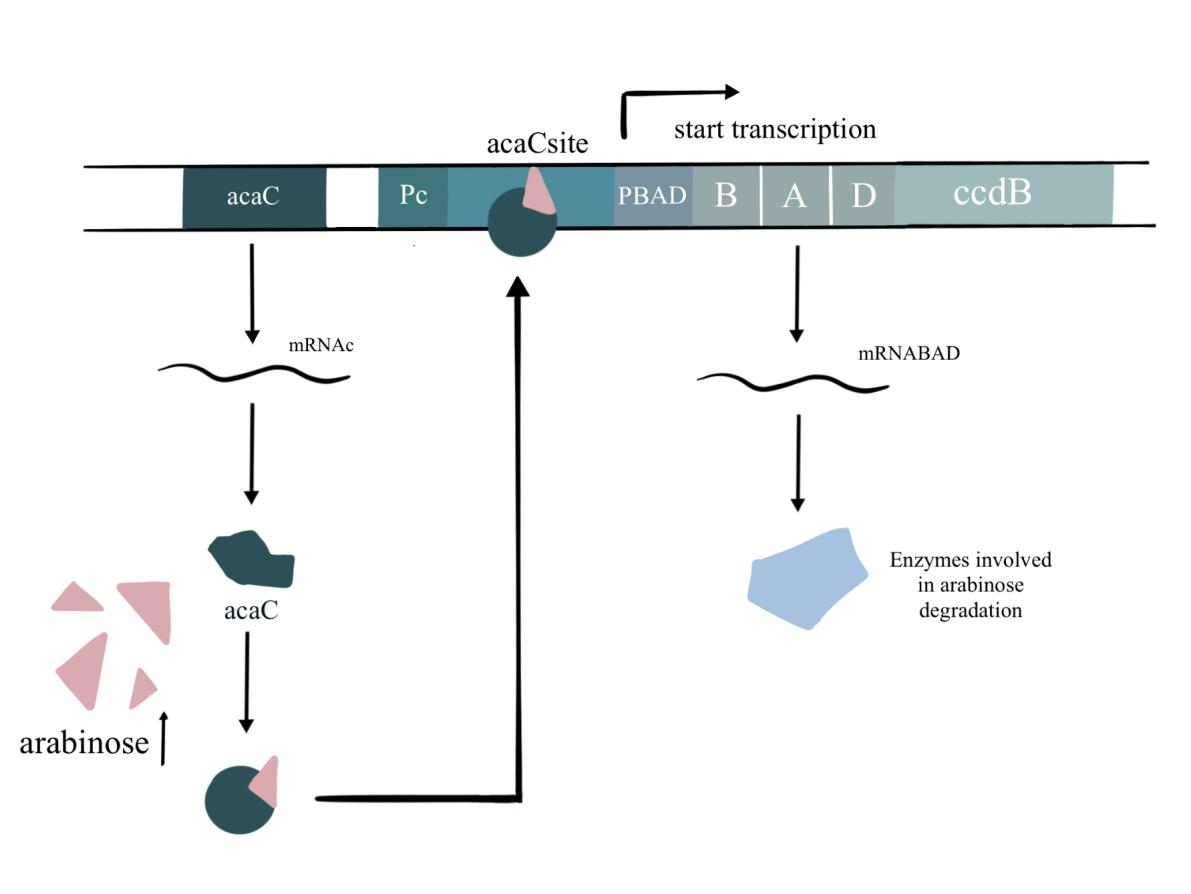 start transcription
acaCsite
acaC
Pc
PBAD
B
A
D
ccdB
mRNAc
mRNABAD
acaC
Enzymes involved
in arabinose
degradation
arabinose